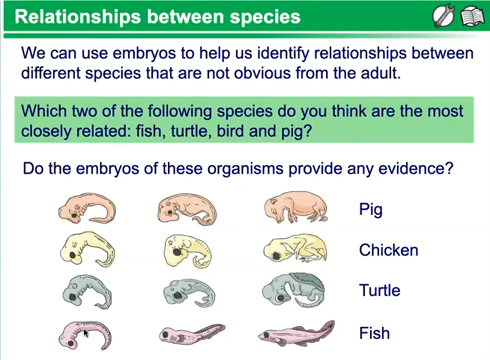 Relationships between species
We can use embryos to help us identify relationships between
different species that are not obvious from the adult.
Which two of the following species do you think are the most
closely related: fish, turtle, bird and pig?
Do the embryos of these organisms provide any evidence?
Pig
Chicken
Turtle
Fish